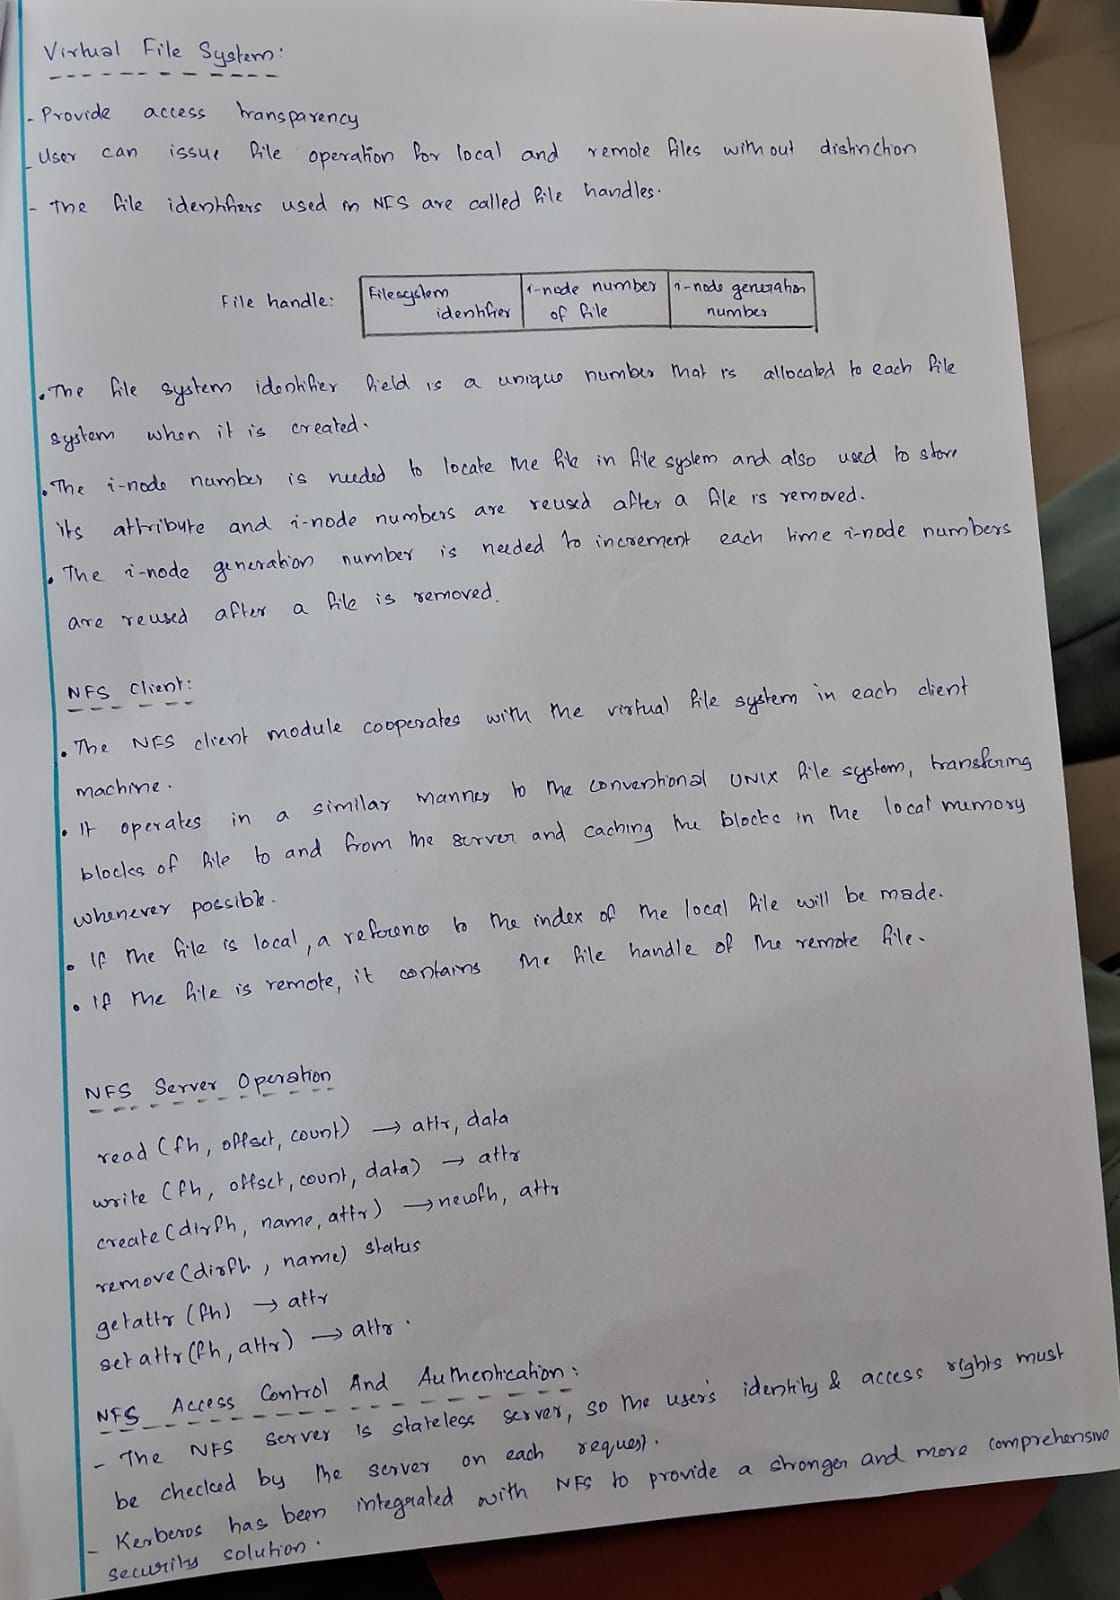 Virtual File System:
- Provide access transparency
- User can issue file operation for local and remote files with out distinction
- The file identifiers used in NFS are called file handles.
File handle: Filesystem identifier | i-node number of file | i-node generation number
. The file system identifier field is a unique number that is allocated to each file
system when it is created.
. The i-node number is needed to locate the file in file system and also used to store
its attribute and i-node numbers are reused after a file is removed.
. The i-node generation number is needed to increment each time i-node numbers
are reused after a file is removed.
NFS Client:
. The NFS client module cooperates with the virtual file system in each client
machine.
. It operates in a similar manner to the conventional UNIX file system, transfering
blocks of file to and from the server and caching the blocks in the local memory
whenever possible.
. If the file is local, a reference to the index of the local file will be made.
. If the file is remote, it contains the file handle of the remote file.
NFS Server Operation
read (fh, offset, count) → attr, data
write (fh, offset, count, data) → attr
create (dirfh, name, attr) → newfh, attr
remove (dirfh, name) status
getattr (fh) → attr
setattr (fh, attr) → attr.
NFS Access Control And Authentication:
- The NFS server is stateless server, so the user's identity & access rights must
be checked by the server on each request.
- Kerberos has been integrated with NFS to provide a stronger and more comprehensive
security solution.